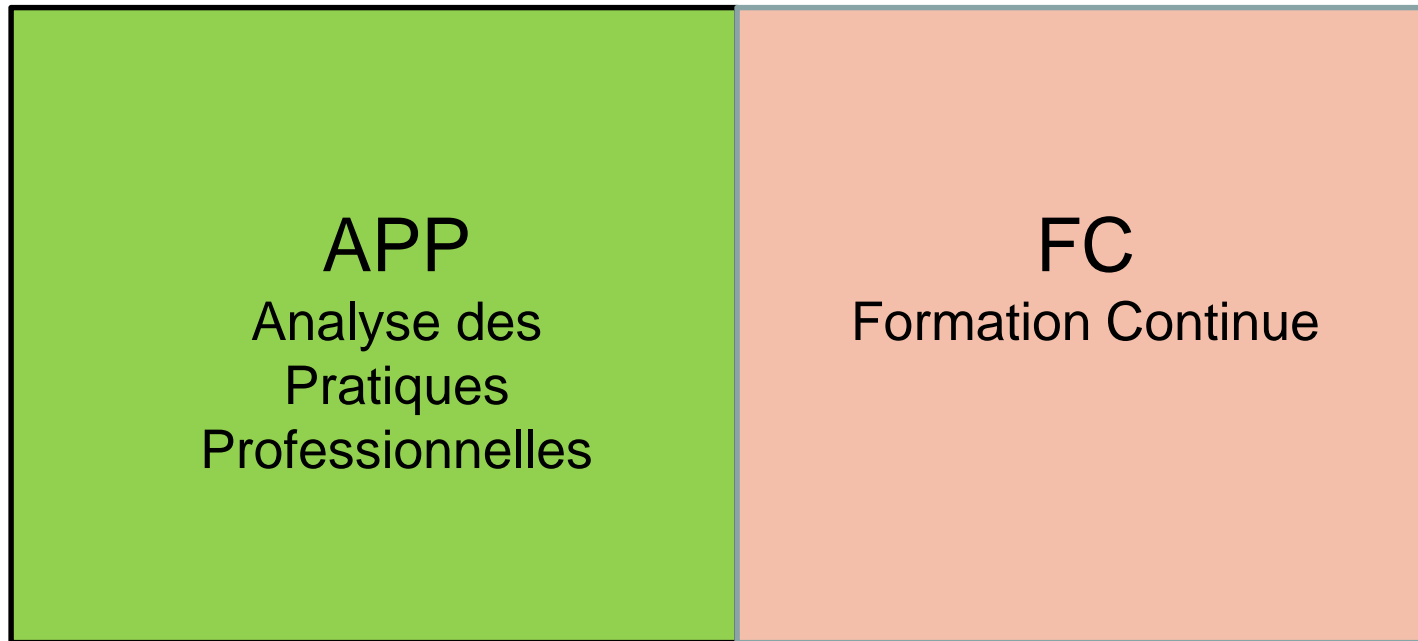 APP
Analyse des
Pratiques
Professionnelles
FC
Formation Continue